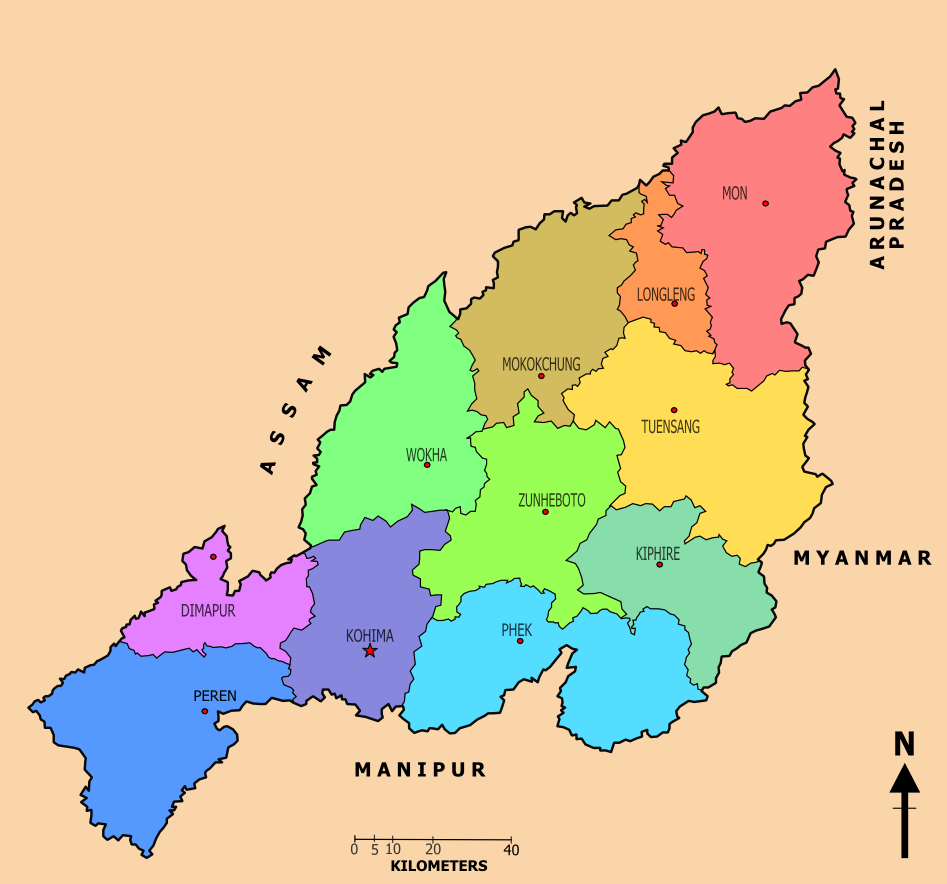 ARUNACHAL
PRADESH
MON
LONGLENG
MOKOKCHUNG
ASSAM
TUENSANG
WOKHA
ZUNHEBOTO
KIPHIRE
MYANMAR
DIMAPUR
KOHIMA
PHEK
PEREN
MANIPUR
N
0 5 10 20 40
KILOMETERS